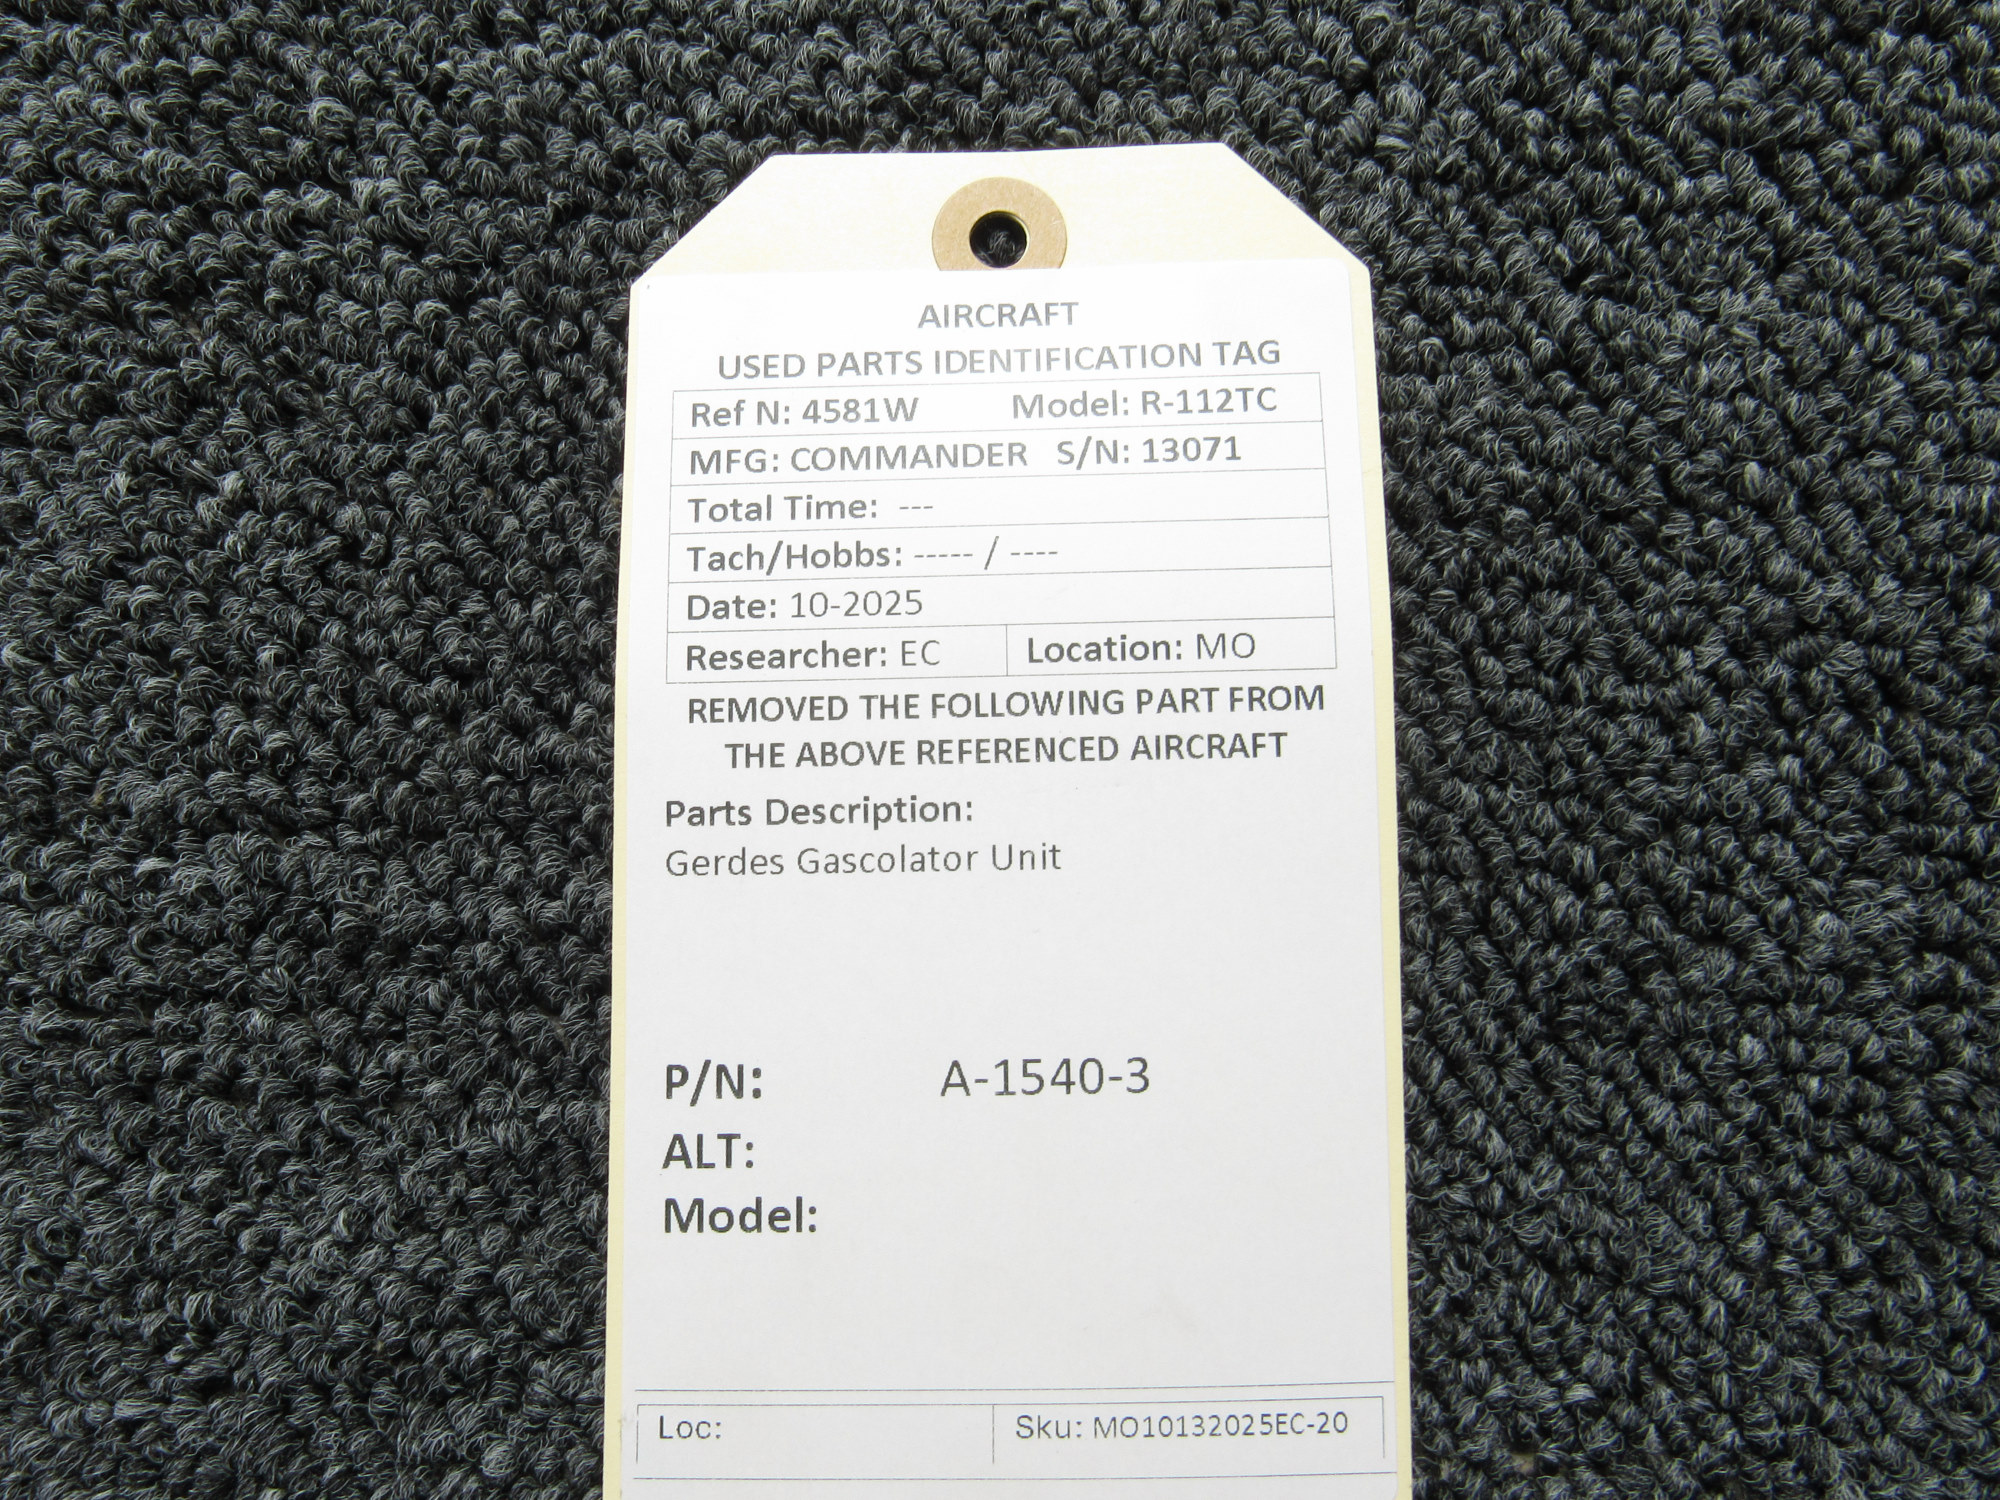 AIRCRAFT
USED PARTS IDENTIFICATION TAG
Ref N: 4581W Model: R-112TC
MFG: COMMANDER S/N: 13071
Total Time: ---
Tach/Hobbs: ----- / ----
Date: 10-2025
Researcher: EC Location: MO
REMOVED THE FOLLOWING PART FROM
THE ABOVE REFERENCED AIRCRAFT
Parts Description:
Gerdes Gascolator Unit
P/N: A-1540-3
ALT:
Model:
Loc: Sku: MO10132025EC-20